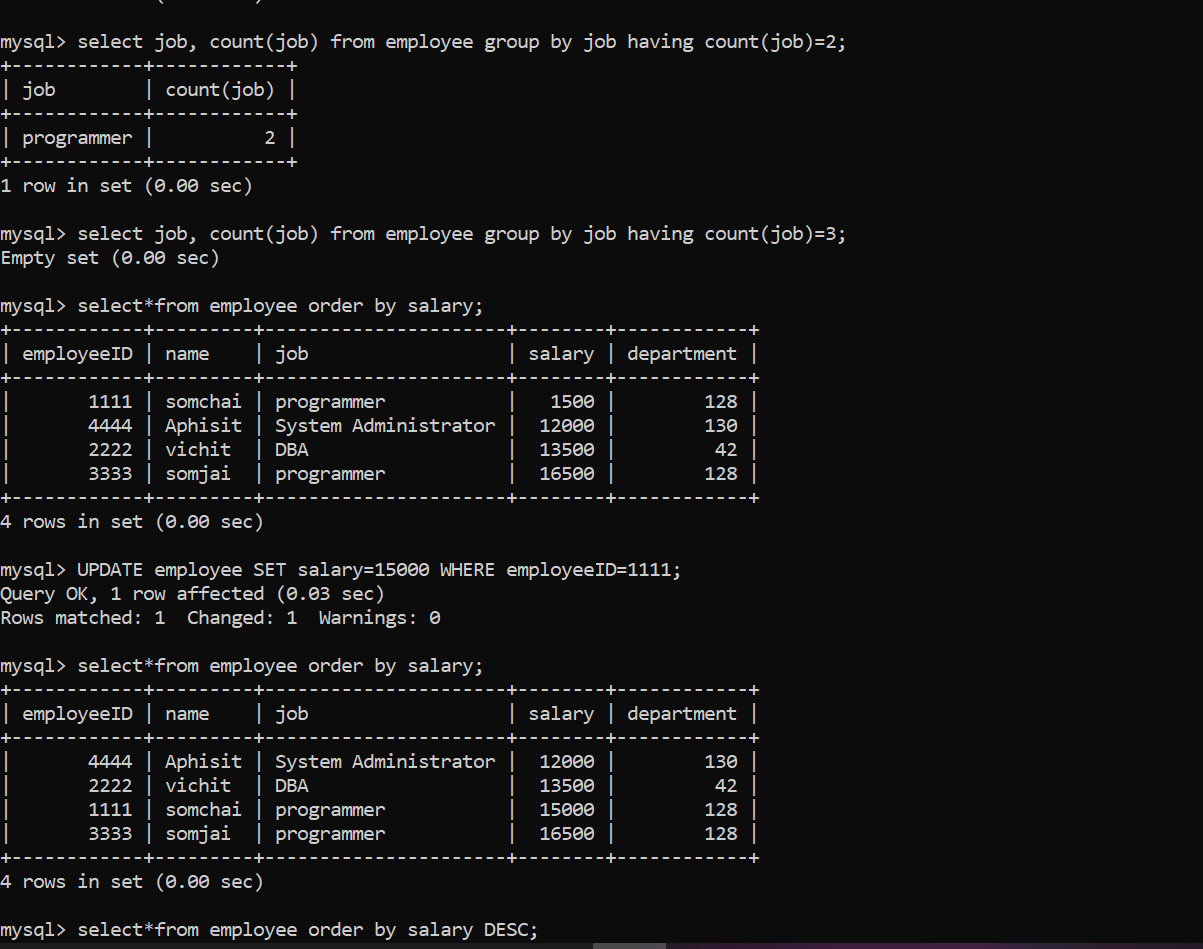 mysql> select job, count(job) from employee group by job having count(job)=2;
+------------+------------+
| job        | count(job) |
+------------+------------+
| programmer |          2 |
+------------+------------+
1 row in set (0.00 sec)
mysql> select job, count(job) from employee group by job having count(job)=3;
Empty set (0.00 sec)
mysql> select*from employee order by salary;
+------------+---------+----------------------+--------+------------+
| employeeID | name    | job                  | salary | department |
+------------+---------+----------------------+--------+------------+
|       1111 | somchai | programmer           |   1500 |        128 |
|       4444 | Aphisit | System Administrator |  12000 |        130 |
|       2222 | vichit  | DBA                  |  13500 |         42 |
|       3333 | somjai  | programmer           |  16500 |        128 |
+------------+---------+----------------------+--------+------------+
4 rows in set (0.00 sec)
mysql> UPDATE employee SET salary=15000 WHERE employeeID=1111;
Query OK, 1 row affected (0.03 sec)
Rows matched: 1  Changed: 1  Warnings: 0
mysql> select*from employee order by salary;
+------------+---------+----------------------+--------+------------+
| employeeID | name    | job                  | salary | department |
+------------+---------+----------------------+--------+------------+
|       4444 | Aphisit | System Administrator |  12000 |        130 |
|       2222 | vichit  | DBA                  |  13500 |         42 |
|       1111 | somchai | programmer           |  15000 |        128 |
|       3333 | somjai  | programmer           |  16500 |        128 |
+------------+---------+----------------------+--------+------------+
4 rows in set (0.00 sec)
mysql> select*from employee order by salary DESC;